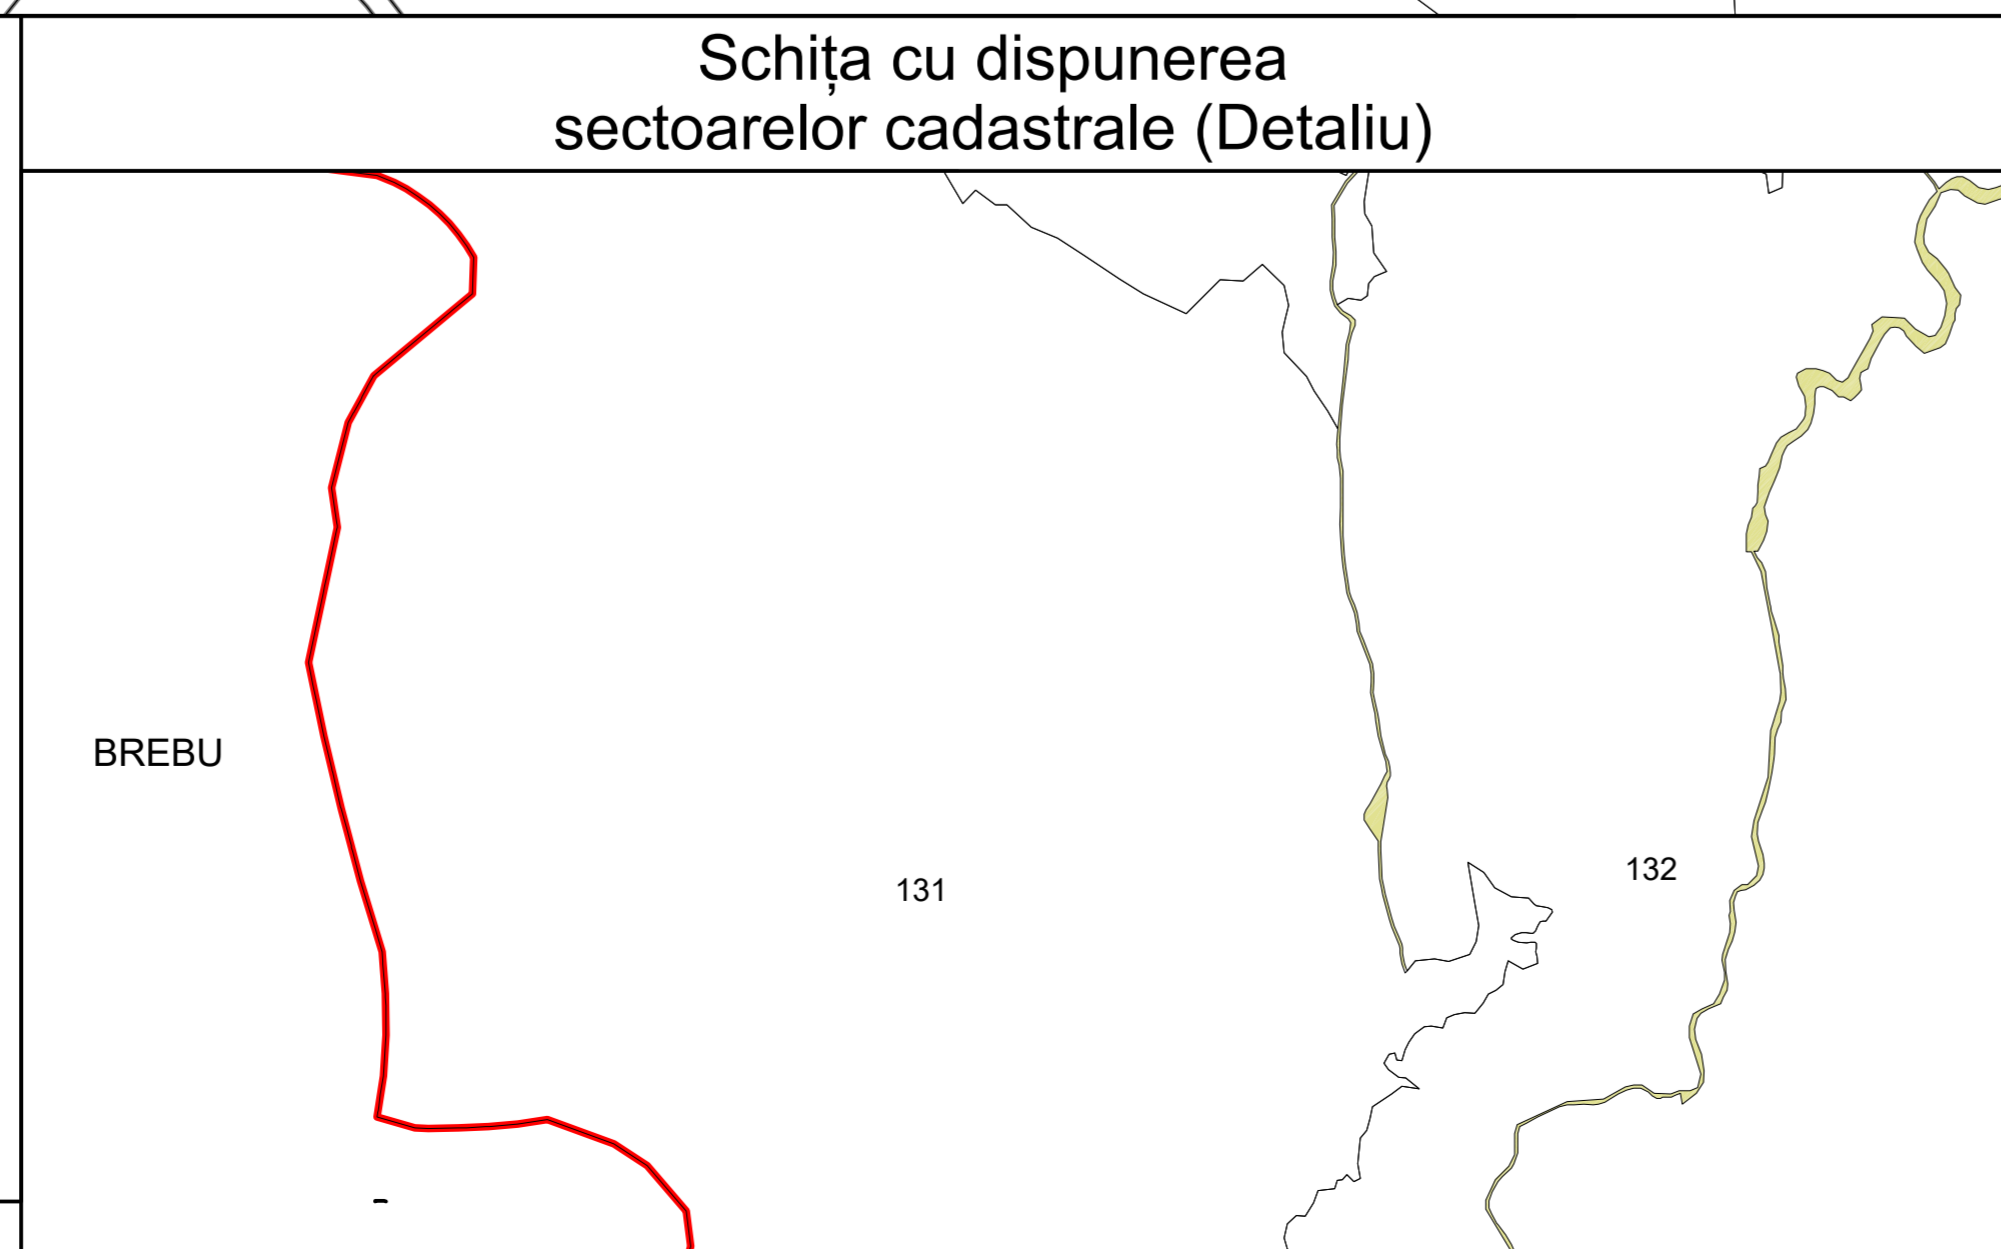 Schița cu dispunerea
sectoarelor cadastrale (Detaliu)
BREBU
132
131